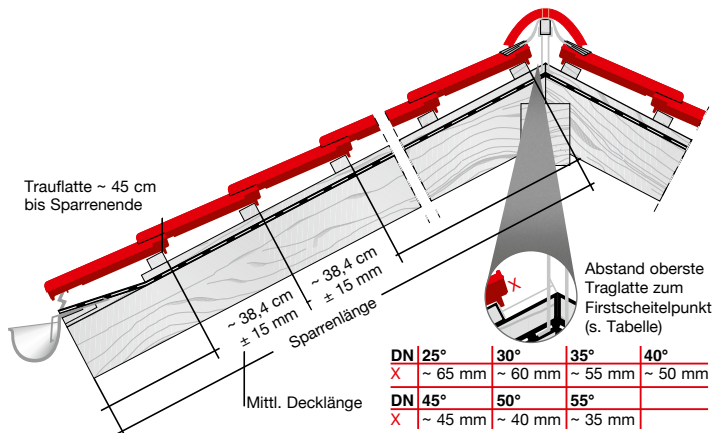 Trauflatte ~ 45 cm
bis Sparrenende
~ 38,4 cm
± 15 mm
~ 38,4 cm
± 15 mm
Sparrenlänge
Mittl. Decklänge
X
Abstand oberste
Traglatte zum
Firstscheitelpunkt
(s. Tabelle)
DN 25° 30° 35° 40°
X ~ 65 mm ~ 60 mm ~ 55 mm ~ 50 mm
DN 45° 50° 55°
X ~ 45 mm ~ 40 mm ~ 35 mm